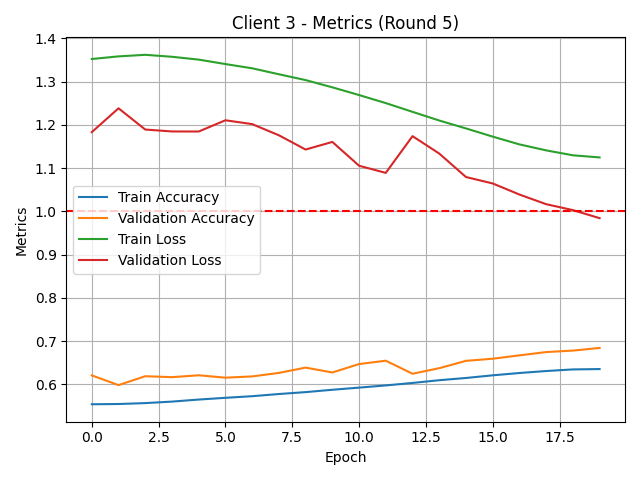 Client 3 - Metrics (Round 5)
1.4
1.3
1.2
1.1
1.0
0.9
0.8
0.7
0.6
Metrics
Train Accuracy
Validation Accuracy
Train Loss
Validation Loss
0.0 2.5 5.0 7.5 10.0 12.5 15.0 17.5
Epoch